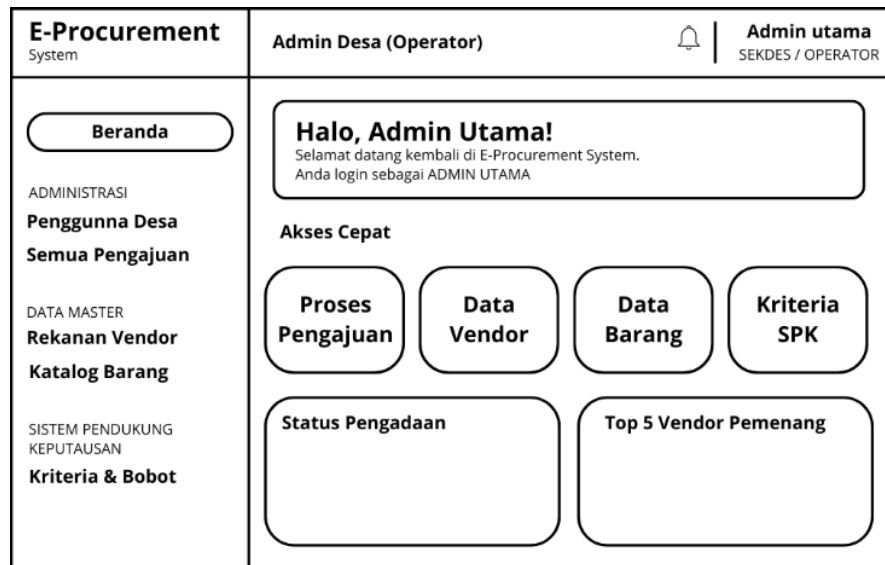 E-Procurement
System
Admin Desa (Operator)
Admin utama
SEKDES / OPERATOR
Beranda
ADMINISTRASI
Penggunna Desa
Semua Pengajuan
DATA MASTER
Rekanan Vendor
Katalog Barang
SISTEM PENDUKUNG
KEPUTAUSAN
Kriteria & Bobot
Halo, Admin Utama!
Selamat datang kembali di E-Procurement System.
Anda login sebagai ADMIN UTAMA
Akses Cepat
Proses
Pengajuan
Data
Vendor
Data
Barang
Kriteria
SPK
Status Pengadaan
Top 5 Vendor Pemenang